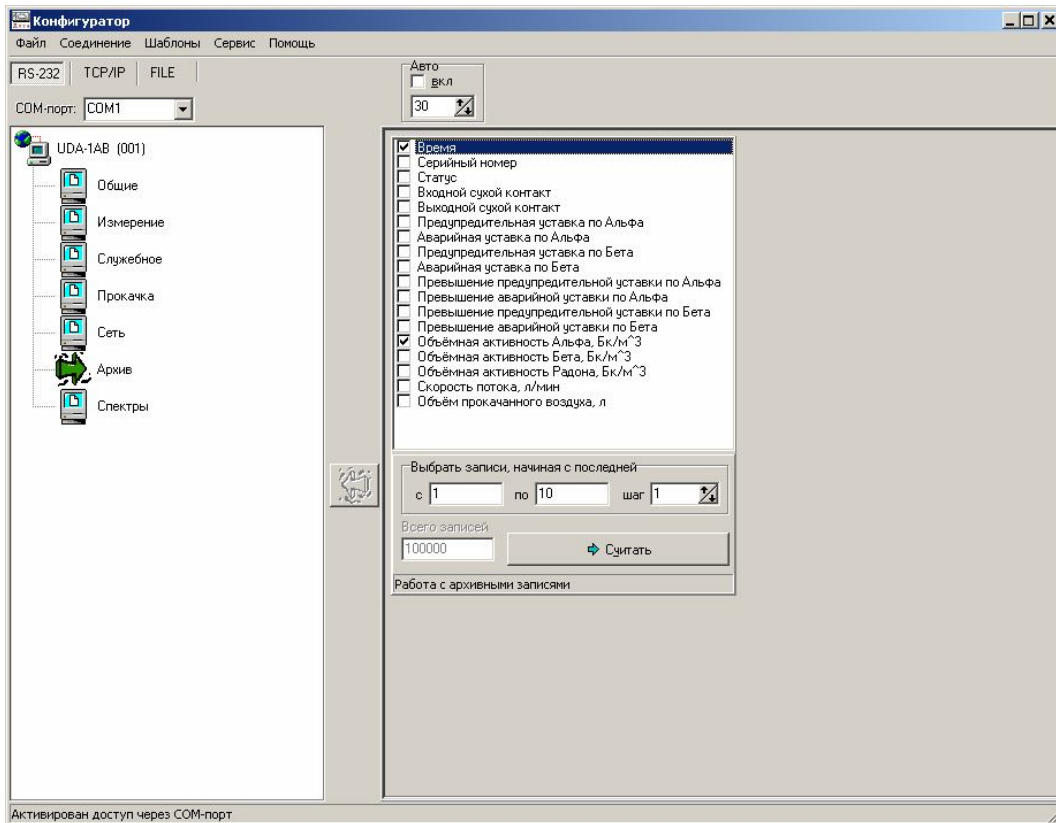 Конфигуратор
Файл Соединение Шаблоны Сервис Помощь
RS-232 TCP/IP FILE
Авто
вкл
30
COM-порт: COM1
UDA-1AB (001)
Общие
Измерение
Служебное
Прокачка
Сеть
Архив
Спектры
Время
Серийный номер
Статус
Входной сухой контакт
Выходной сухой контакт
Предупредительная уставка по Альфа
Аварийная уставка по Альфа
Предупредительная уставка по Бета
Аварийная уставка по Бета
Превышение предупредительной уставки по Альфа
Превышение аварийной уставки по Альфа
Превышение предупредительной уставки по Бета
Превышение аварийной уставки по Бета
Объёмная активность Альфа, Бк/м^3
Объёмная активность Бета, Бк/м^3
Объёмная активность Радона, Бк/м^3
Скорость потока, л/мин
Объём прокачанного воздуха, л
Выбрать записи, начиная с последней
с 1 по 10 шаг 1
Всего записей
100000 Считать
Работа с архивными записями
Активирован доступ через COM-порт